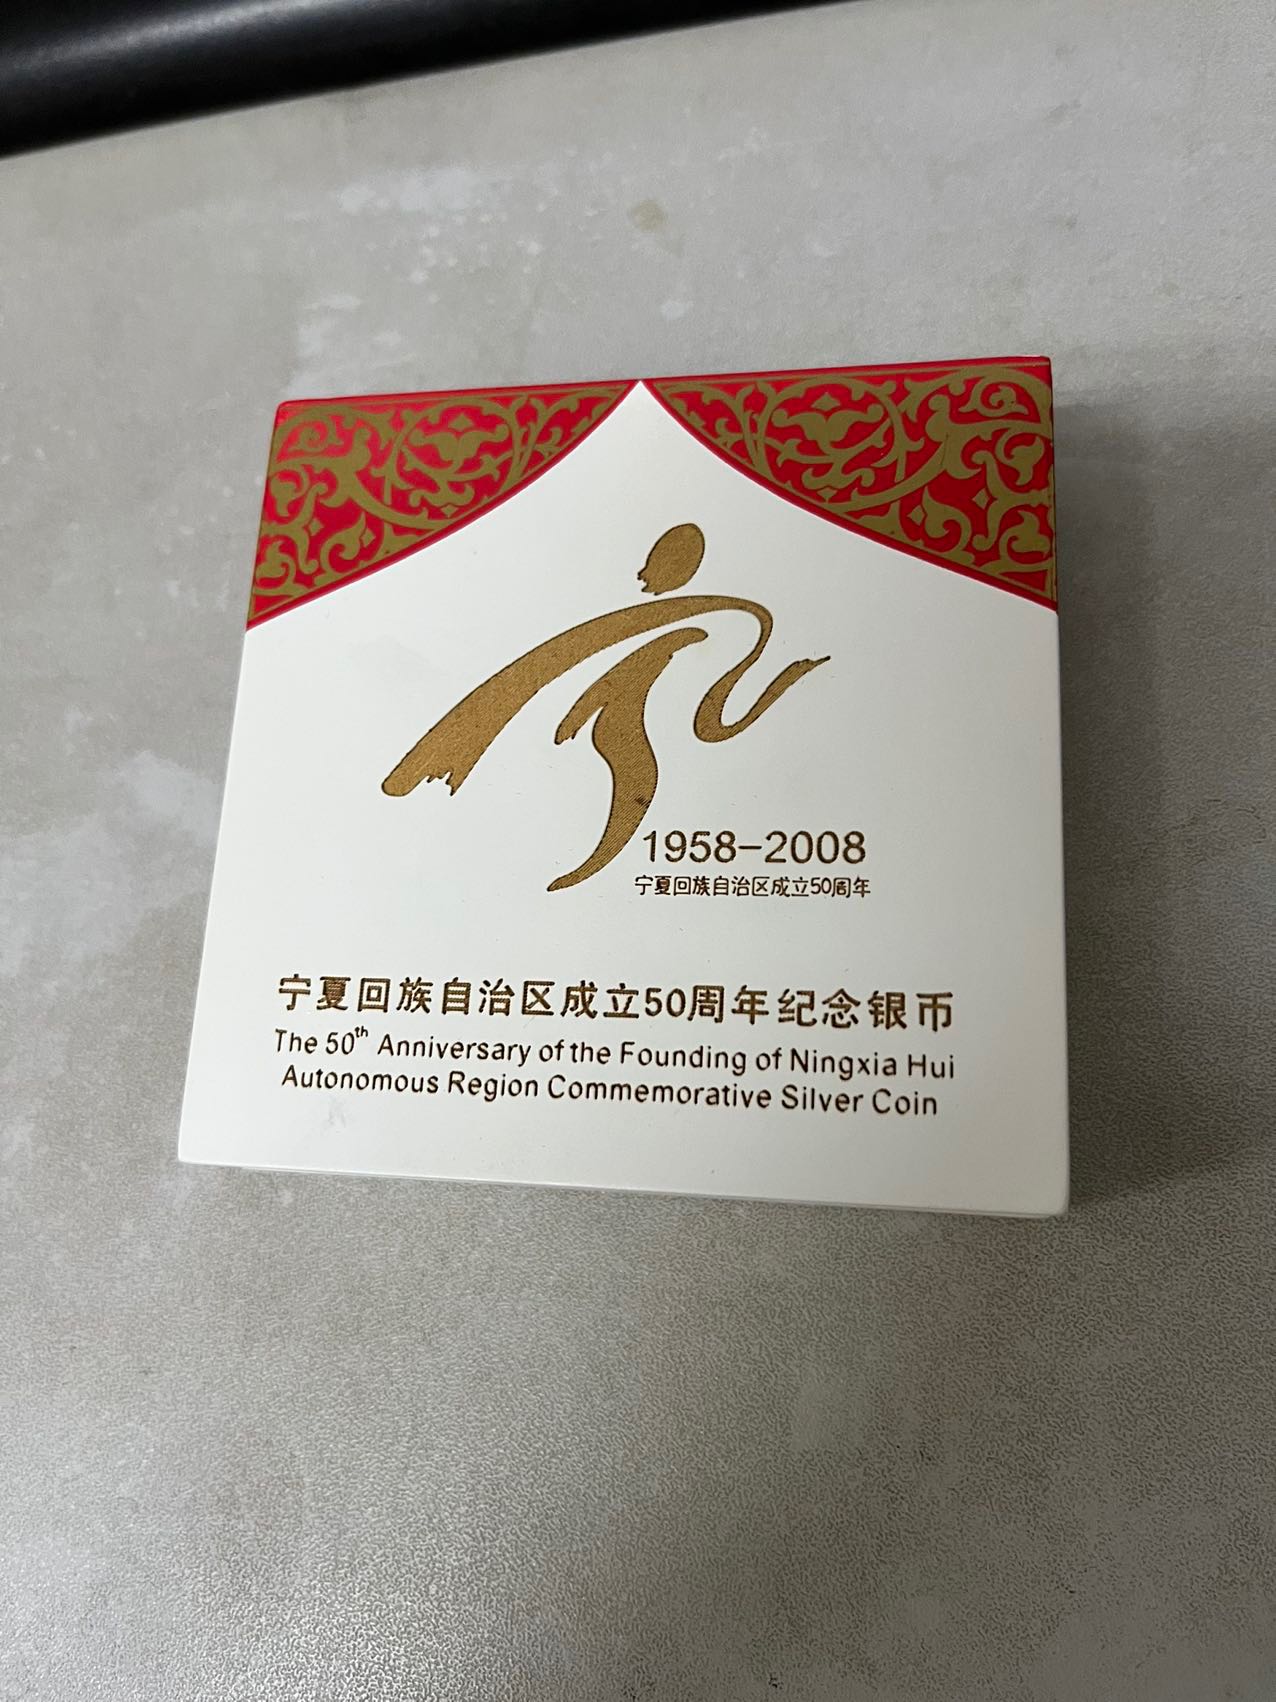 1958-2008
宁夏回族自治区成立50周年
宁夏回族自治区成立50周年纪念银币
The 50th Anniversary of the Founding of Ningxia Hui
Autonomous Region Commemorative Silver Coin